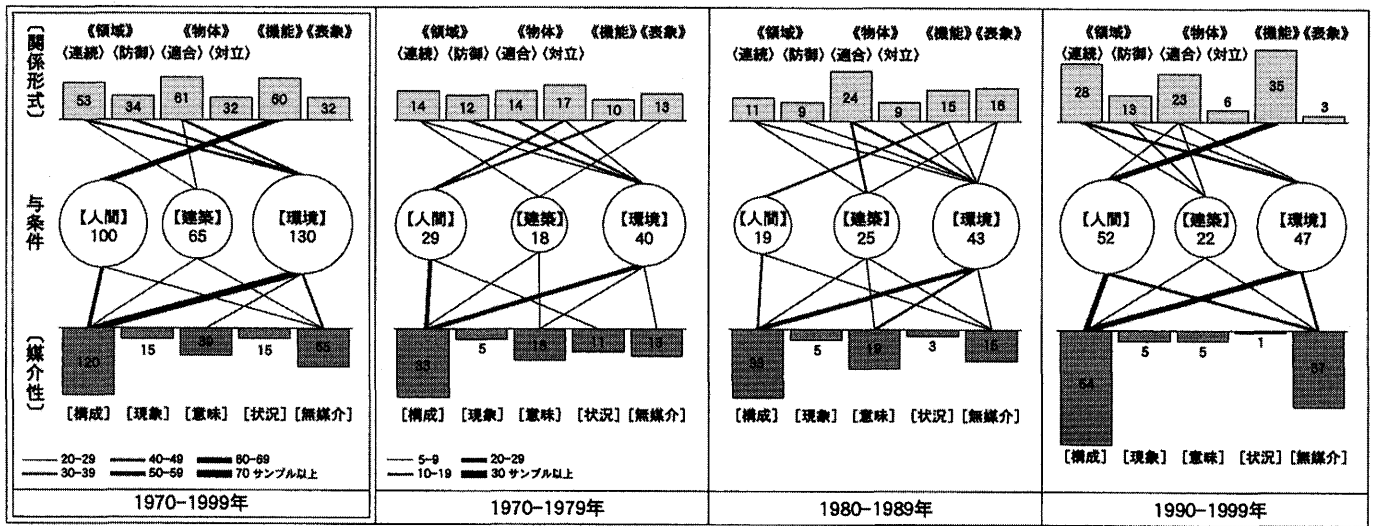 〔関係形式〕
《領域》 《物体》 《機能》《表象》
〈連続〉〈防御〉〈適合〉〈対立〉
53 34 61 32 60 32
〔与条件〕
【人間】 【建築】 【環境】
100 65 130
〔媒介性〕
120 15 39 15 65
[構成] [現象] [意味] [状況] [無媒介]
20-29 40-49 60-69
30-39 50-59 70 サンプル以上
1970-1999年
《領域》 《物体》 《機能》《表象》
〈連続〉〈防御〉〈適合〉〈対立〉
14 12 14 17 10 13
【人間】 【建築】 【環境】
29 18 40
33 5 11 13
[構成] [現象] [意味] [状況] [無媒介]
5-9 20-29
10-19 30 サンプル以上
1970-1979年
《領域》 《物体》 《機能》《表象》
〈連続〉〈防御〉〈適合〉〈対立〉
11 9 24 9 15 16
【人間】 【建築】 【環境】
19 25 43
33 5 19 3 15
[構成] [現象] [意味] [状況] [無媒介]
1980-1989年
《領域》 《物体》 《機能》《表象》
〈連続〉〈防御〉〈適合〉〈対立〉
28 13 23 6 35 3
【人間】 【建築】 【環境】
52 22 47
5 5 1 37
[構成] [現象] [意味] [状況] [無媒介]
1990-1999年